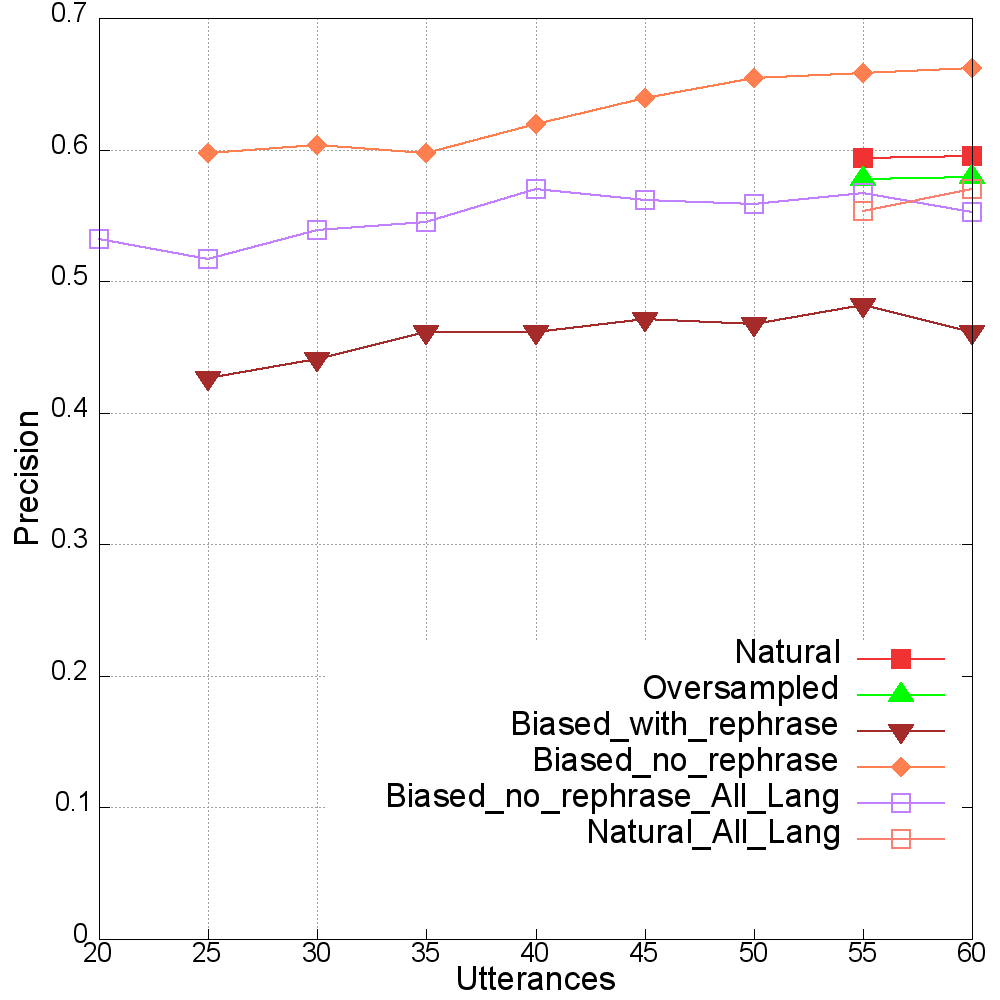 0.7
0.6
0.5
0.4
0.3
0.2
0.1
0
Precision
Natural
Oversampled
Biased_with_rephrase
Biased_no_rephrase
Biased_no_rephrase_All_Lang
Natural_All_Lang
20 25 30 35 40 45 50 55 60
Utterances